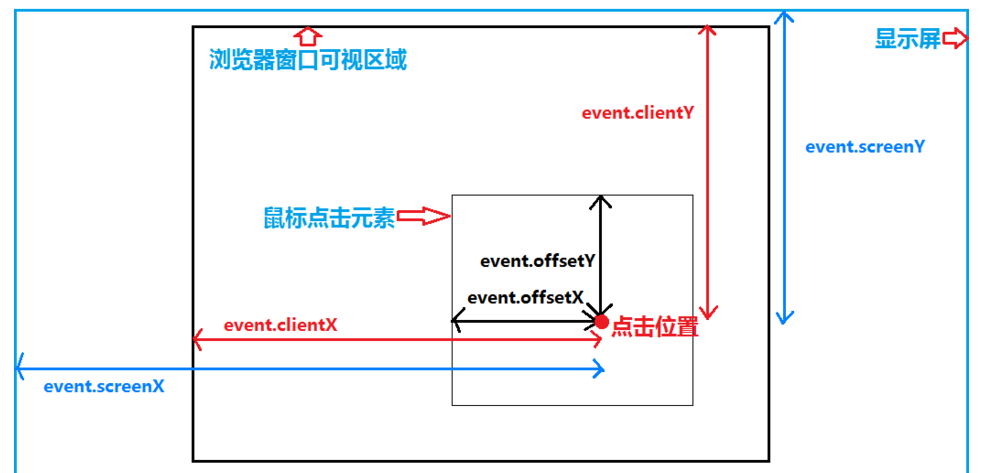 显示屏
浏览器窗口可视区域
event.clientY
event.screenY
鼠标点击元素
event.offsetY
event.offsetX
event.clientX
点击位置
event.screenX